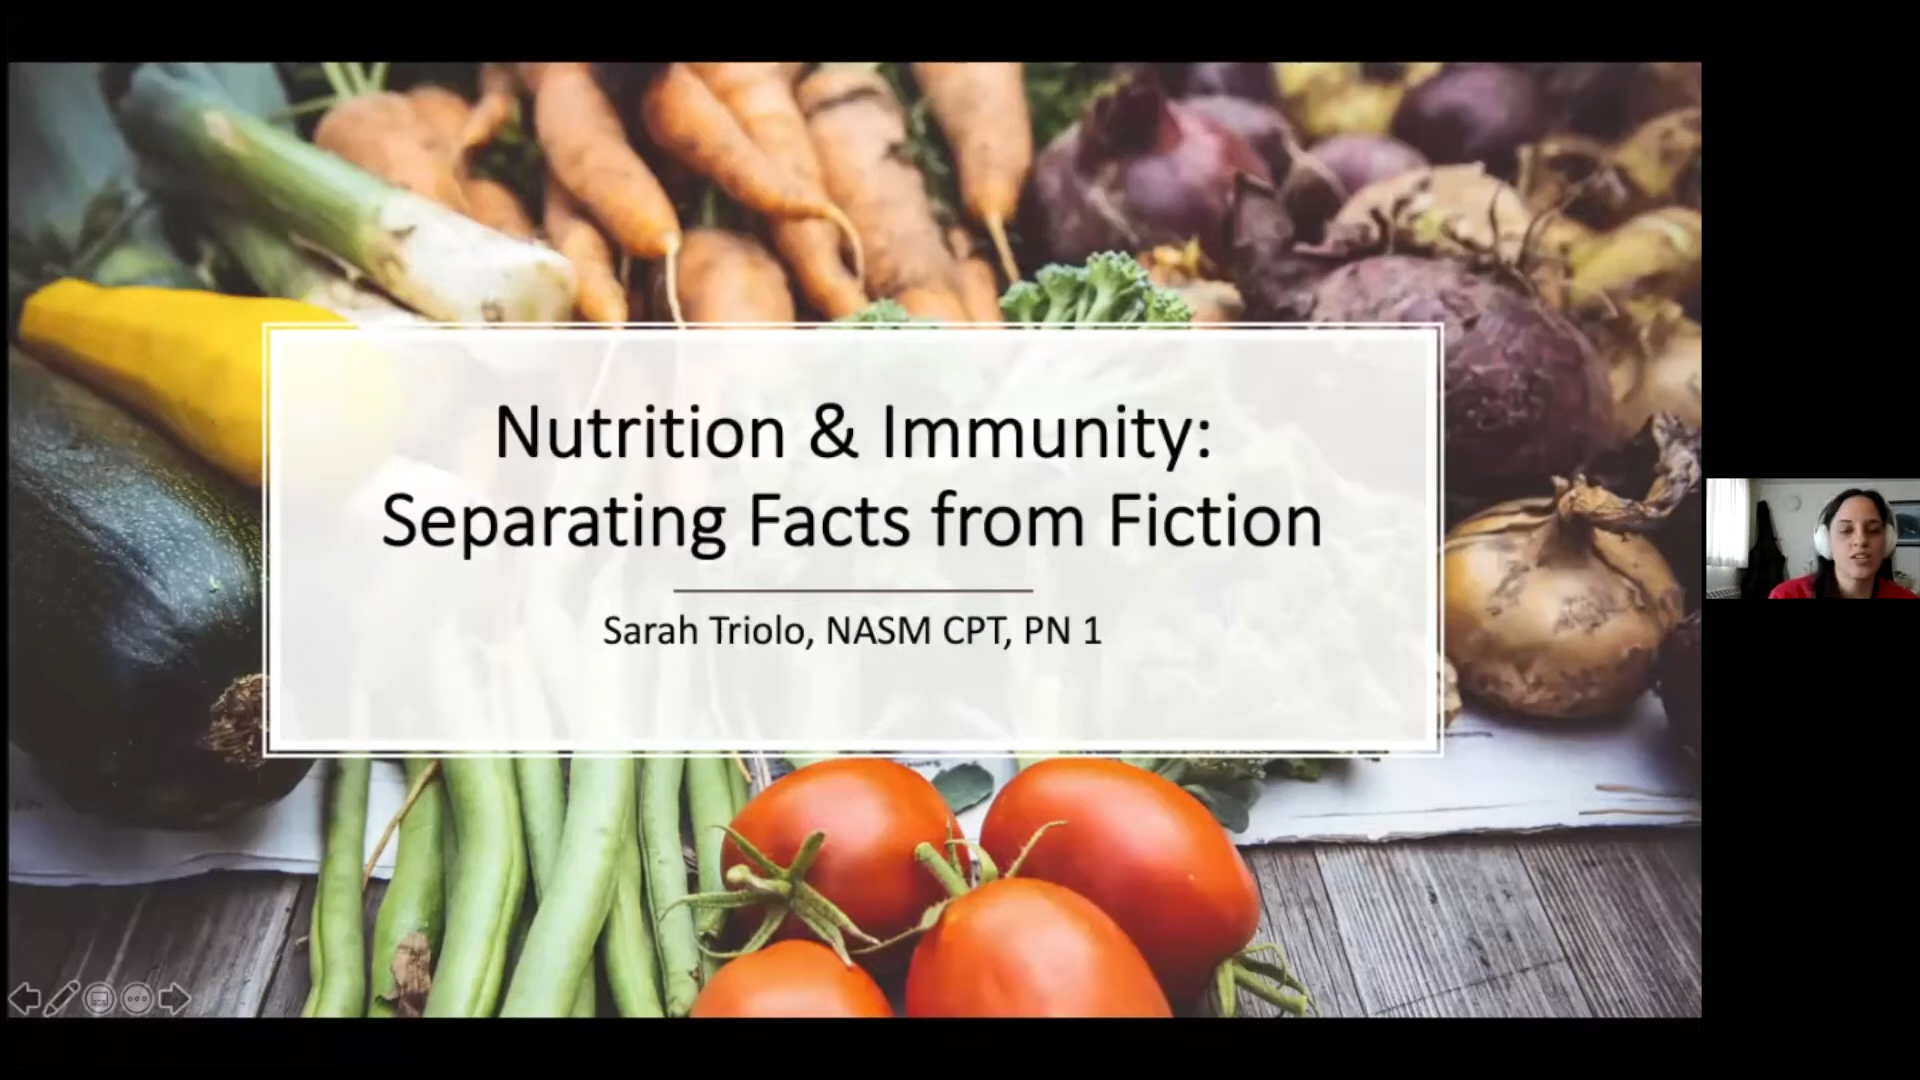 Nutrition & Immunity:
Separating Facts from Fiction
Sarah Triolo, NASM CPT, PN 1